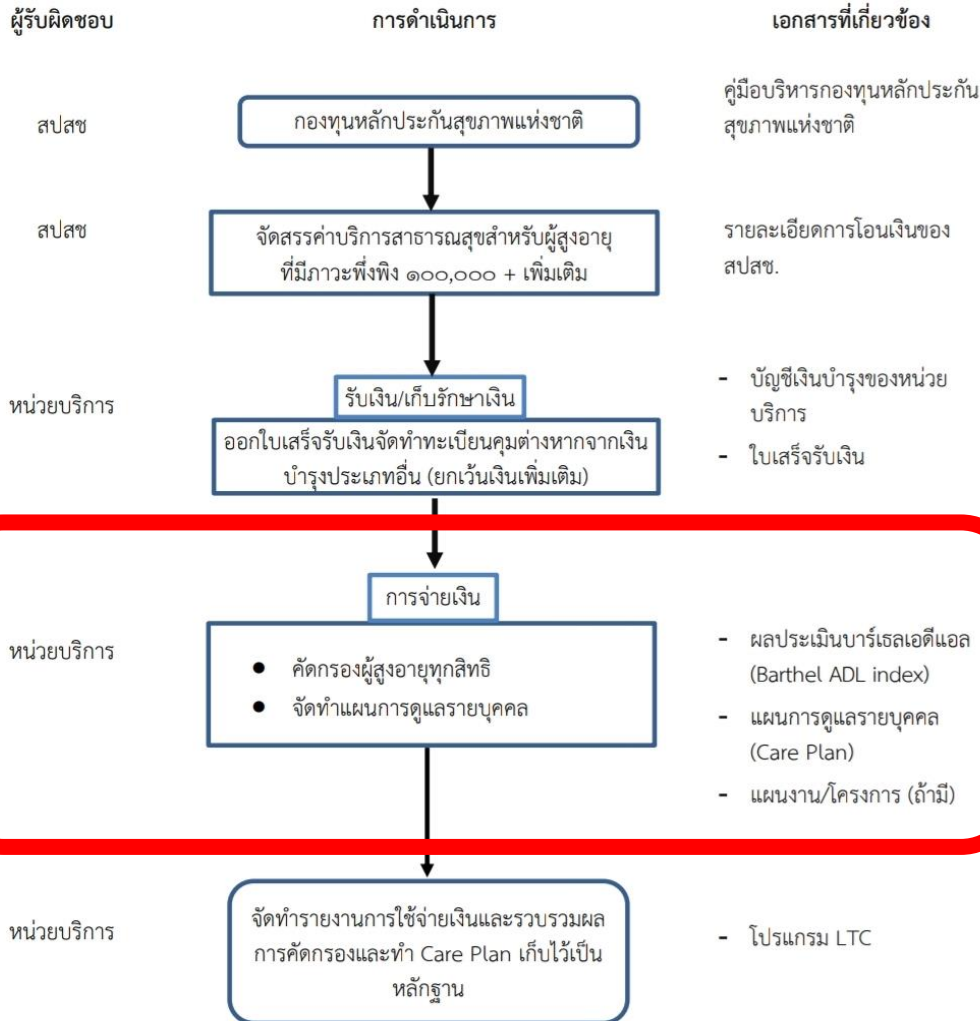 ผู้รับผิดชอบ การดำเนินการ เอกสารที่เกี่ยวข้อง
สปสช
กองทุนหลักประกันสุขภาพแห่งชาติ
คู่มือบริหารกองทุนหลักประกัน
สุขภาพแห่งชาติ
สปสช
จัดสรรค่าบริการสาธารณสุขสำหรับผู้สูงอายุ
ที่มีภาวะพึ่งพิง ๑๐๐,๐๐๐ + เพิ่มเติม
รายละเอียดการโอนเงินของ
สปสช.
หน่วยบริการ
รับเงิน/เก็บรักษาเงิน
ออกใบเสร็จรับเงินจัดทำทะเบียนคุมต่างหากจากเงิน
บำรุงประเภทอื่น (ยกเว้นเงินเพิ่มเติม)
- บัญชีเงินบำรุงของหน่วย
บริการ
- ใบเสร็จรับเงิน
หน่วยบริการ
การจ่ายเงิน
● คัดกรองผู้สูงอายุทุกสิทธิ
● จัดทำแผนการดูแลรายบุคคล
- ผลประเมินบาร์เธลเอดีแอล
(Barthel ADL index)
- แผนการดูแลรายบุคคล
(Care Plan)
- แผนงาน/โครงการ (ถ้ามี)
หน่วยบริการ
จัดทำรายงานการใช้จ่ายเงินและรวบรวมผล
การคัดกรองและทำ Care Plan เก็บไว้เป็น
หลักฐาน
- โปรแกรม LTC